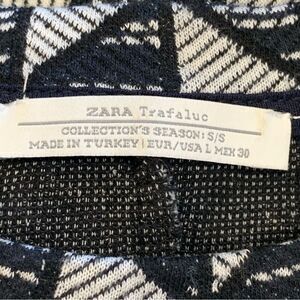 ZARA Trafaluc
COLLECTION'S SEASON: S/S
MADE IN TURKEY EUR/USA L MEX 30